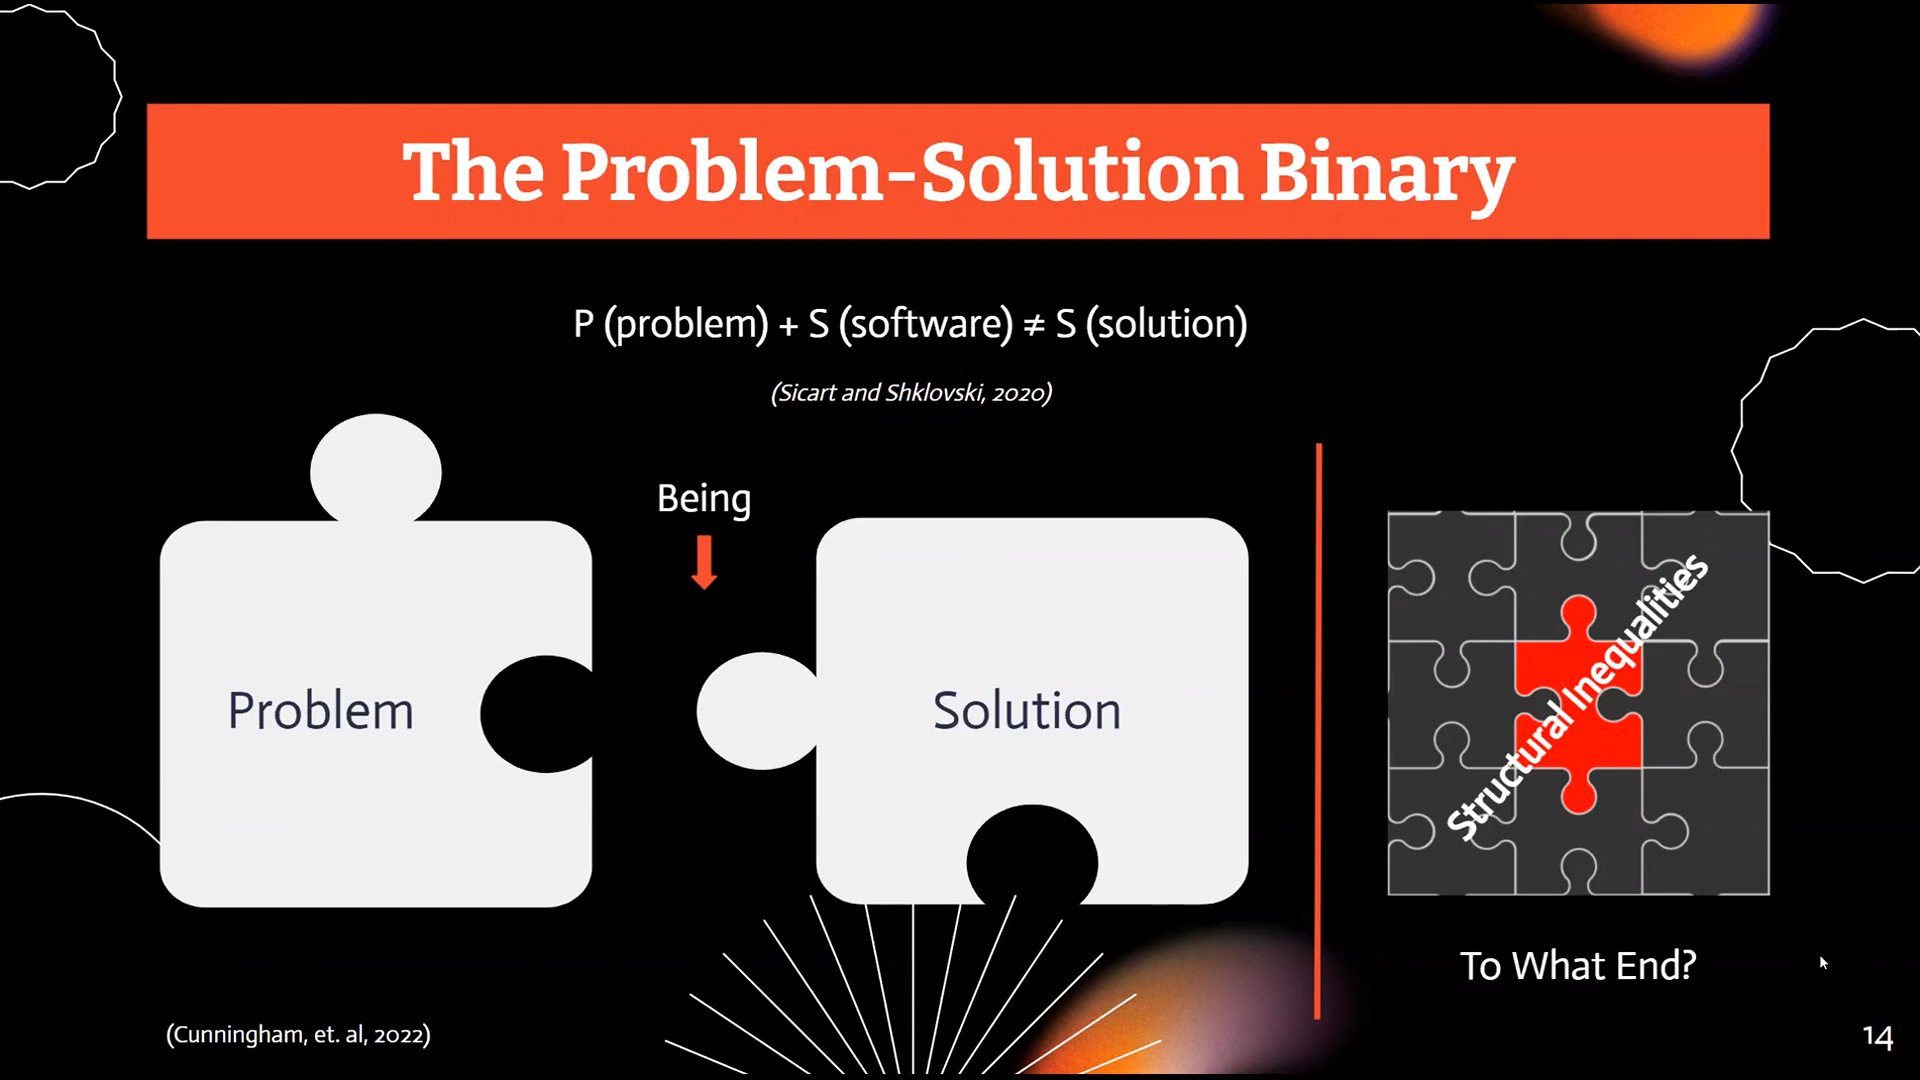 The Problem-Solution Binary
P (problem) + S (software) ≠ S (solution)
(Sicart and Shklovski, 2020)
Being
Problem
Solution
Structural Inequalities
To What End?
(Cunningham, et. al, 2022)
14